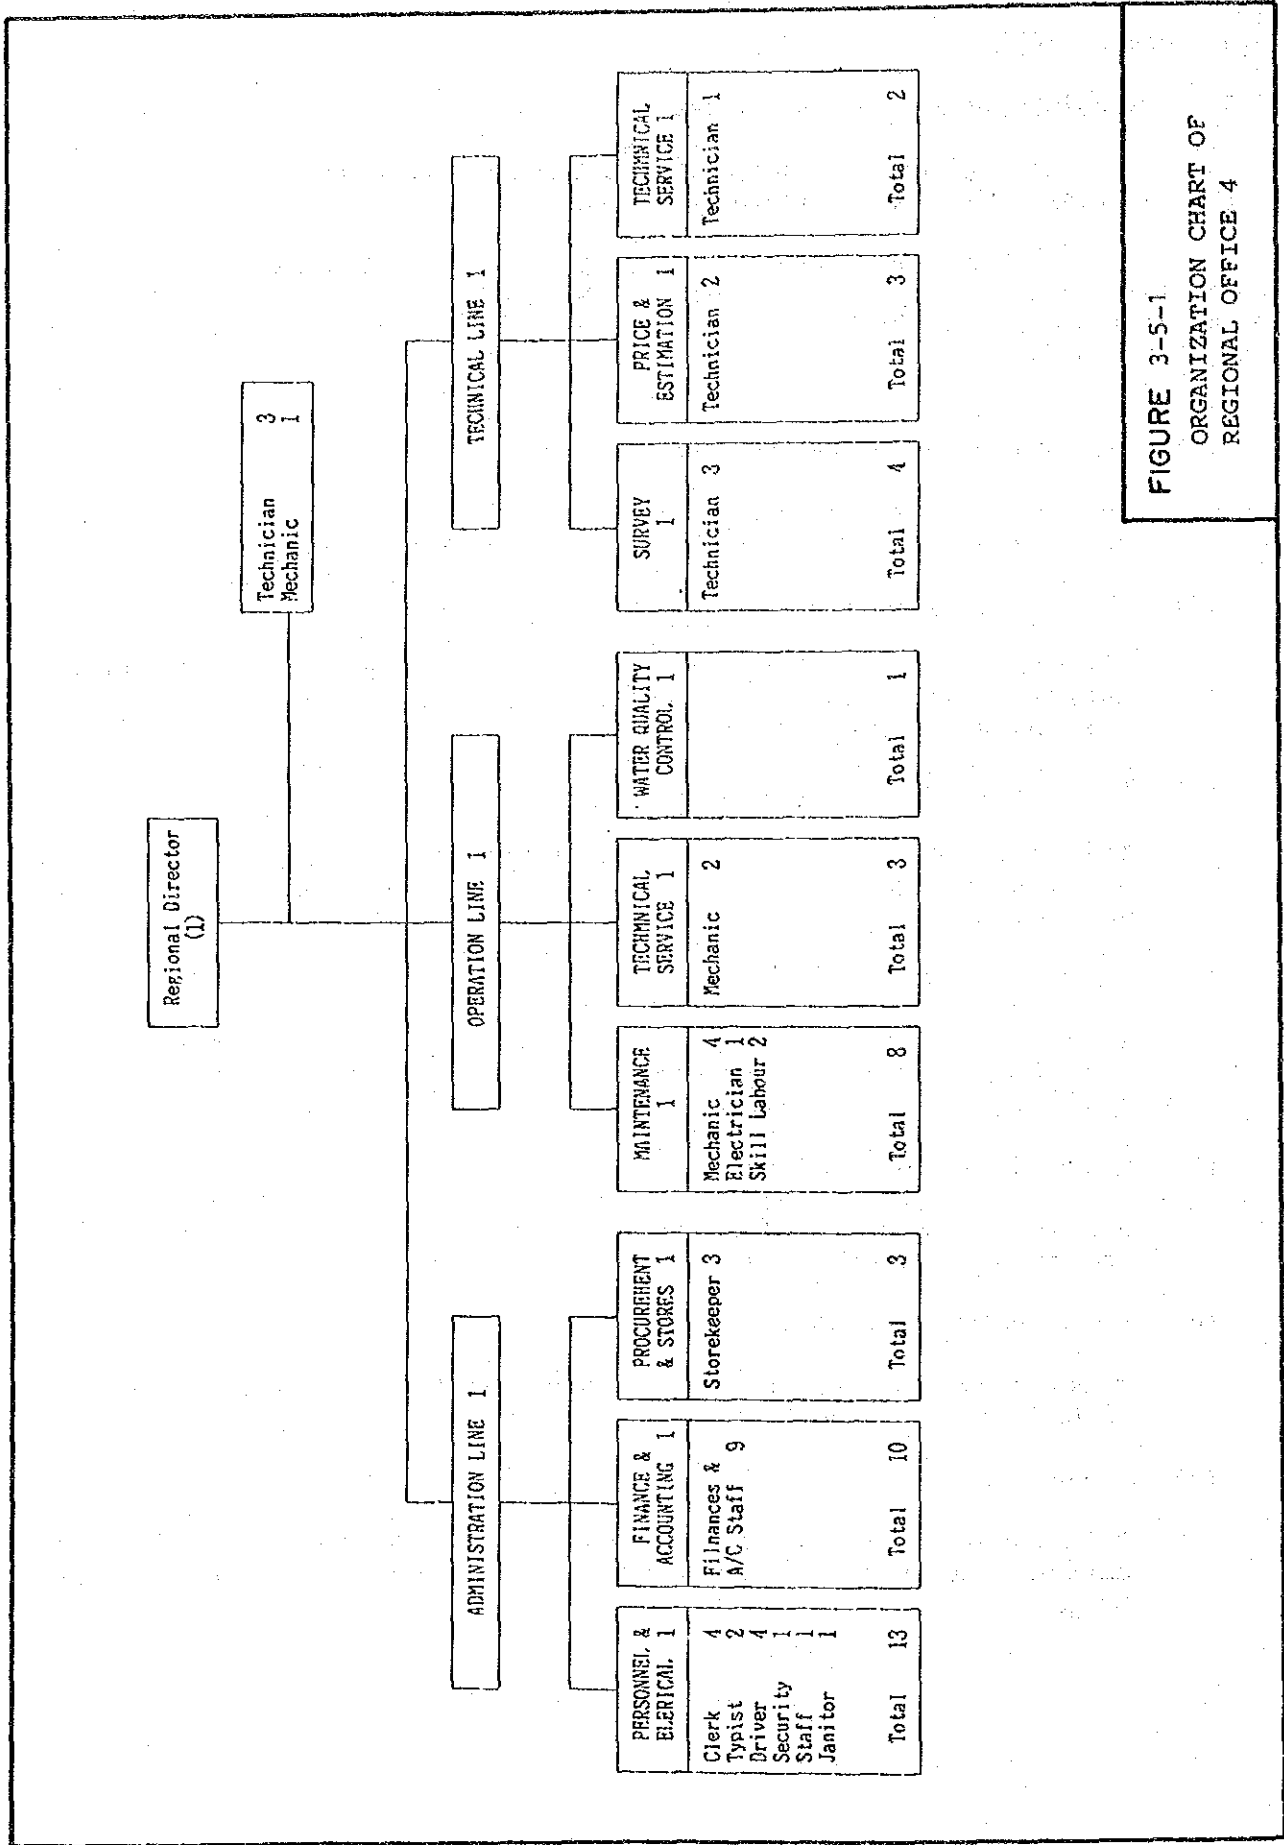 Regional Director
(1)
Technician 3
Mechanic 1
ADMINISTRATION LINE 1
OPERATION LINE 1
TECHNICAL LINE 1
PERSONNEL &
ELERICAL 1
Clerk 4
Typist 2
Driver 4
Security 1
Staff 1
Janitor 1
Total 13
FINANCE &
ACCOUNTING 1
Filnances &
A/C Staff 9
Total 10
PROCUREMENT
& STORES 1
Storekeeper 3
Total 3
MAINTENANCE
1
Mechanic 4
Electrician 1
Skill Labour 2
Total 8
TECHMNICAL
SERVICE 1
Mechanic 2
Total 3
WATER QUALITY
CONTROL 1
Total 1
SURVEY
1
Technician 3
Total 4
PRICE &
ESTIMATION 1
Technician 2
Total 3
TECHMNICAL
SERVICE 1
Technician 1
Total 2
FIGURE 3-5-1
ORGANIZATION CHART OF
REGIONAL OFFICE 4